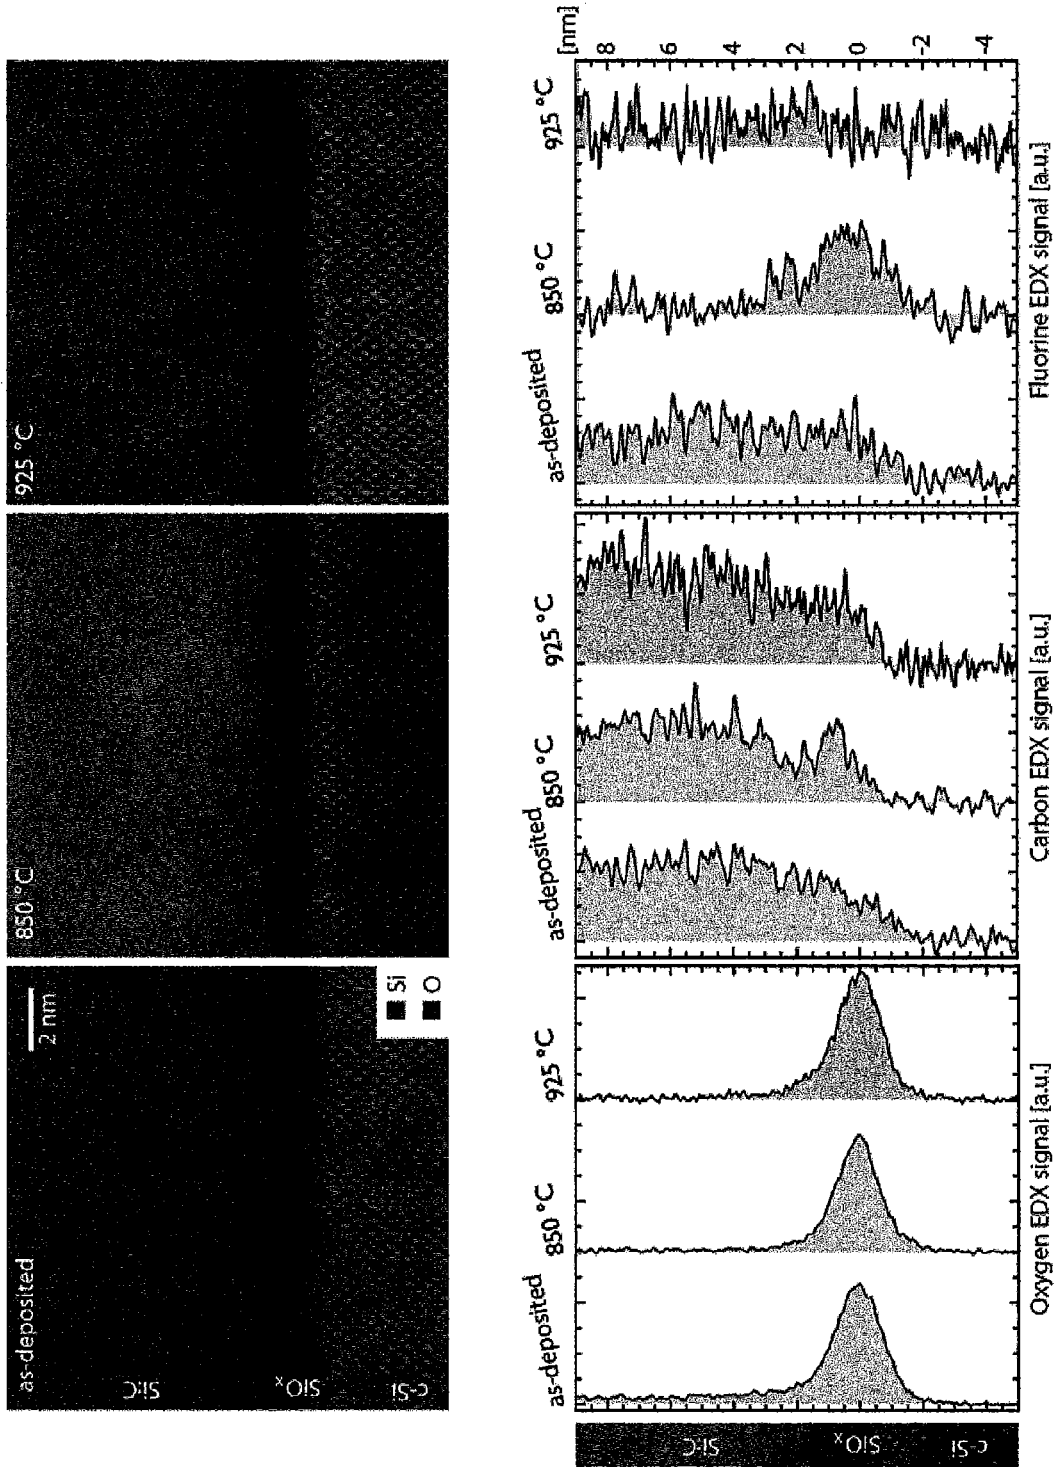 as-deposited
2 nm
Si:C
SiOx
c-Si
Si
O
850 °C
925 °C
Si:C
SiOx
c-Si
as-deposited
850 °C
925 °C
Oxygen EDX signal [a.u.]
as-deposited
850 °C
925 °C
Carbon EDX signal [a.u.]
as-deposited
850 °C
925 °C
Fluorine EDX signal [a.u.]
[nm]
8
6
4
2
0
-2
-4